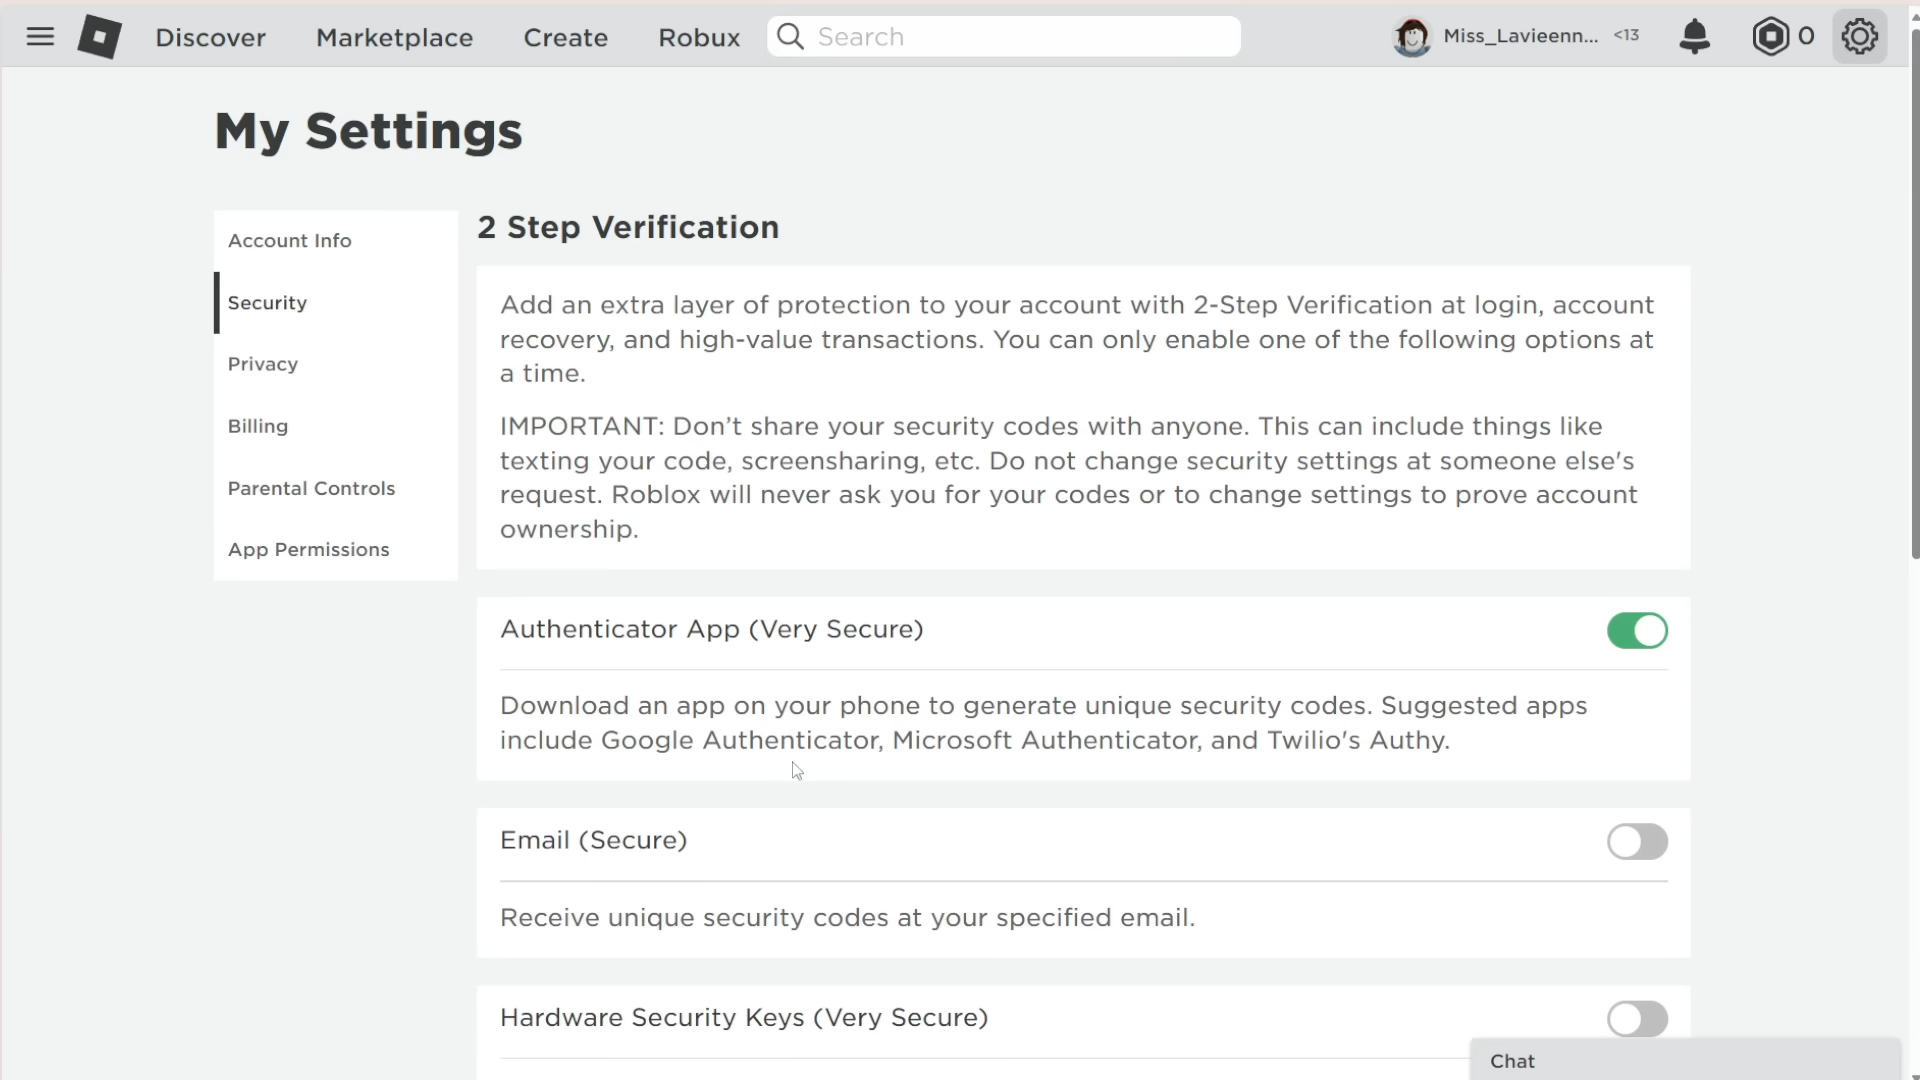 Discover Marketplace Create Robux Search Miss_Lavieenn... <13 0
My Settings
Account Info
Security
Privacy
Billing
Parental Controls
App Permissions
2 Step Verification
Add an extra layer of protection to your account with 2-Step Verification at login, account
recovery, and high-value transactions. You can only enable one of the following options at
a time.
IMPORTANT: Don’t share your security codes with anyone. This can include things like
texting your code, screensharing, etc. Do not change security settings at someone else's
request. Roblox will never ask you for your codes or to change settings to prove account
ownership.
Authenticator App (Very Secure)
Download an app on your phone to generate unique security codes. Suggested apps
include Google Authenticator, Microsoft Authenticator, and Twilio's Authy.
Email (Secure)
Receive unique security codes at your specified email.
Hardware Security Keys (Very Secure)
Chat